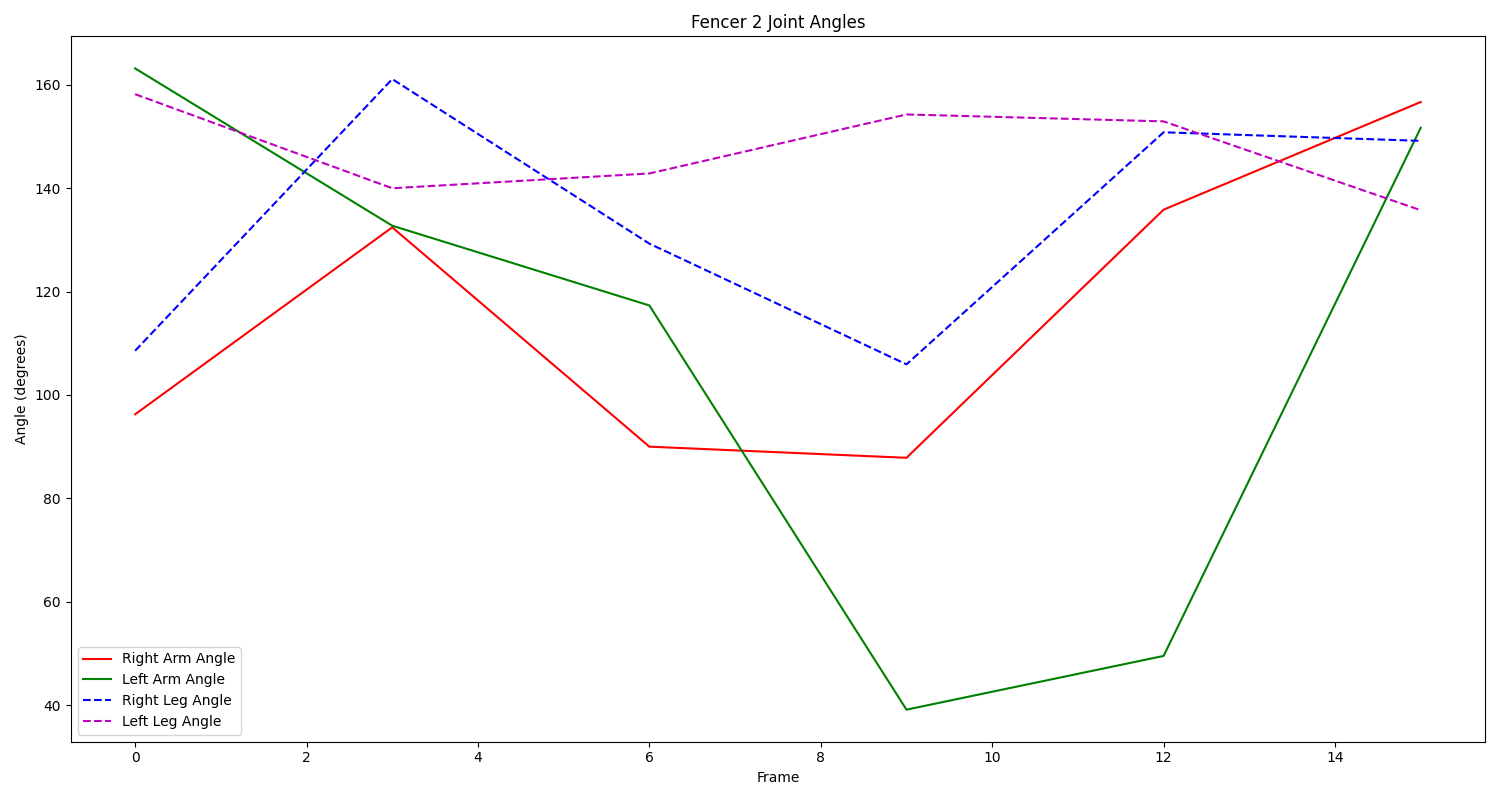 Fencer 2 Joint Angles
160
140
120
100
80
60
40
Angle (degrees)
Right Arm Angle
Left Arm Angle
Right Leg Angle
Left Leg Angle
0 2 4 6 8 10 12 14
Frame